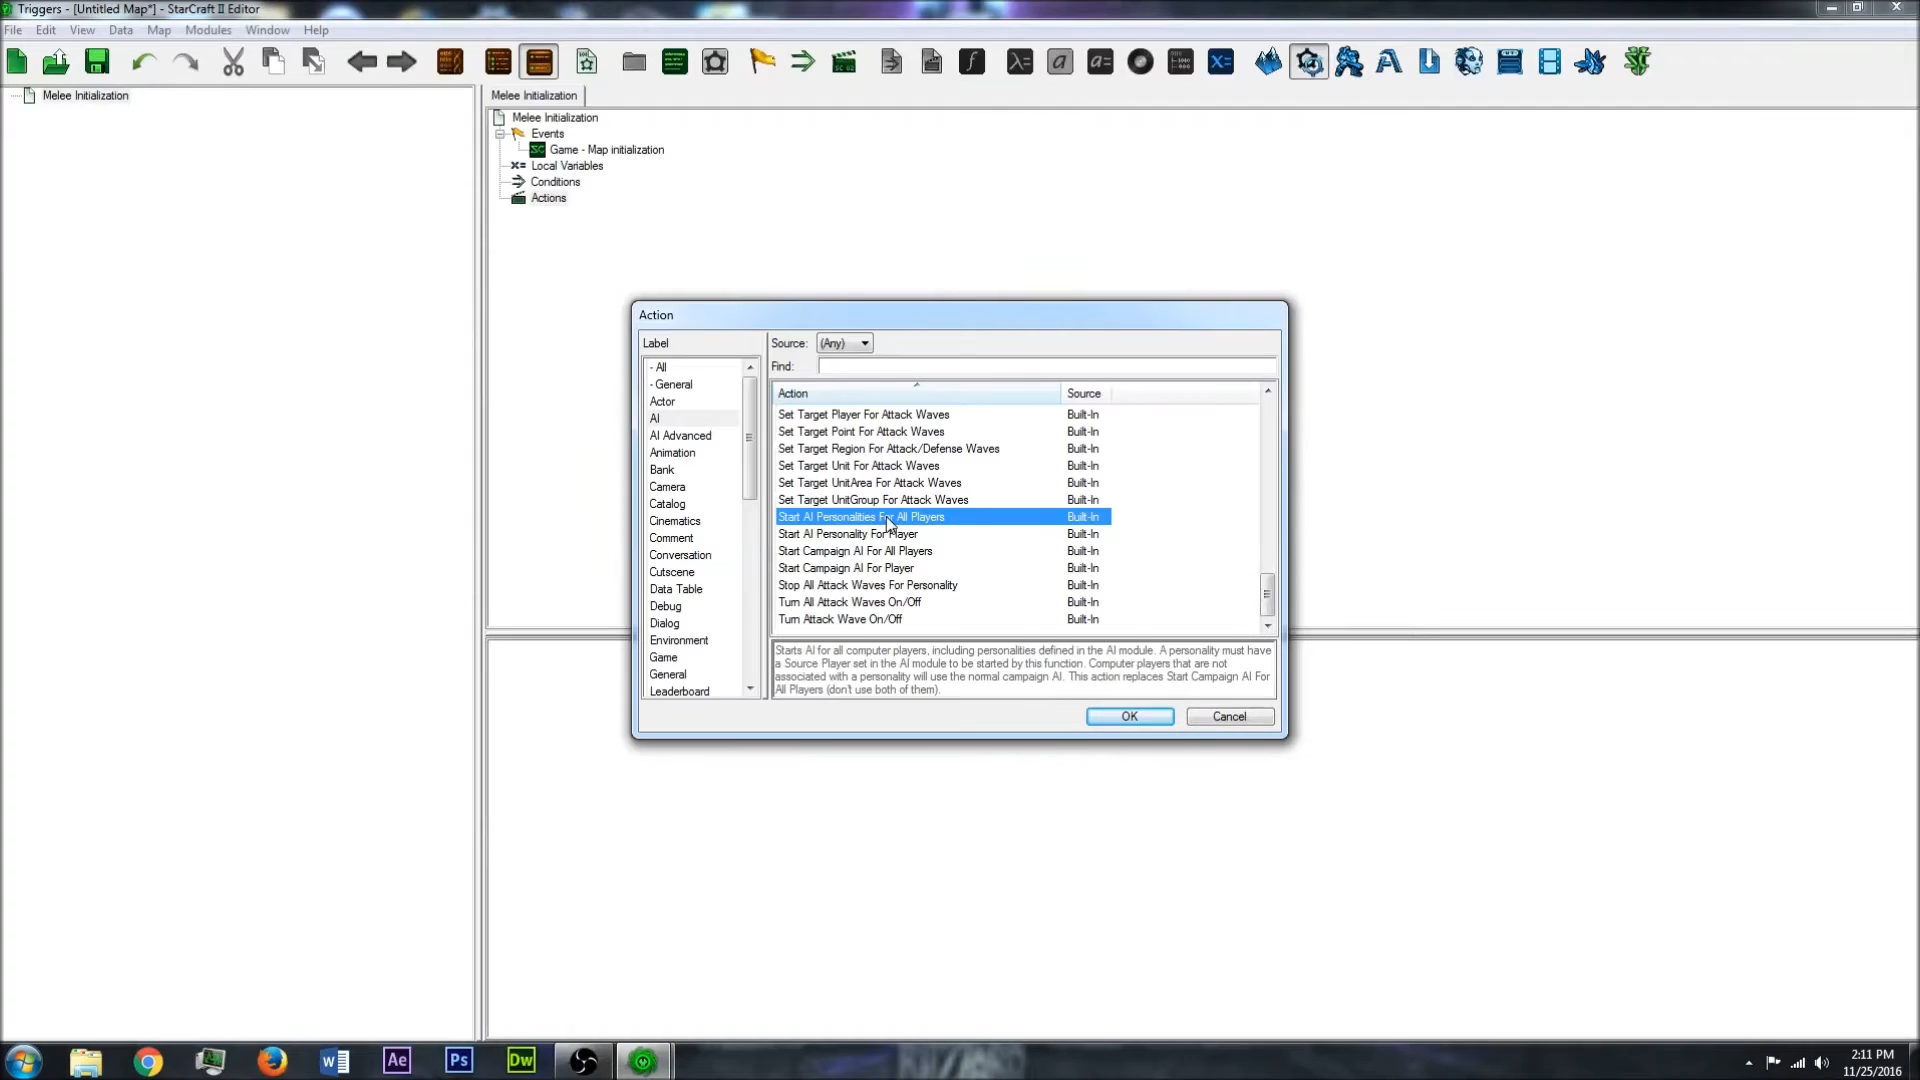 Triggers - [Untitled Map*] - StarCraft II Editor
File Edit View Data Map Modules Window Help
Melee Initialization
Melee Initialization
Melee Initialization
Events
Game - Map initialization
Local Variables
Conditions
Actions
Action
Label
Source: (Any)
Find:
- All
- General
Actor
AI
AI Advanced
Animation
Bank
Camera
Catalog
Cinematics
Comment
Conversation
Cutscene
Data Table
Debug
Dialog
Environment
Game
General
Leaderboard
Action Source
Set Target Player For Attack Waves Built-In
Set Target Point For Attack Waves Built-In
Set Target Region For Attack/Defense Waves Built-In
Set Target Unit For Attack Waves Built-In
Set Target UnitArea For Attack Waves Built-In
Set Target UnitGroup For Attack Waves Built-In
Start AI Personalities For All Players Built-In
Start AI Personality For Player Built-In
Start Campaign AI For All Players Built-In
Start Campaign AI For Player Built-In
Stop All Attack Waves For Personality Built-In
Turn All Attack Waves On/Off Built-In
Turn Attack Wave On/Off Built-In
Starts AI for all computer players, including personalities defined in the AI module. A personality must have
a Source Player set in the AI module to be started by this function. Computer players that are not
associated with a personality will use the normal campaign AI. This action replaces Start Campaign AI For
All Players (don't use both of them).
OK Cancel
Ae Ps Dw
2:11 PM
11/25/2016